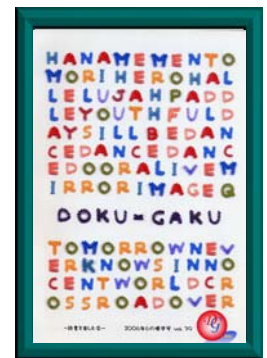 HANAMEMENTO
MORIHEROHAL
LELUJAHPADD
LEYOUTHFULD
AYSILLBEDAN
CEDANCEDANC
EDOORALIVEM
IRRORIMAGEQ
DOKU=GAKU
TOMORROWNEV
ERKNOWSINNO
CENTWORLDCR
OSSROADOVER